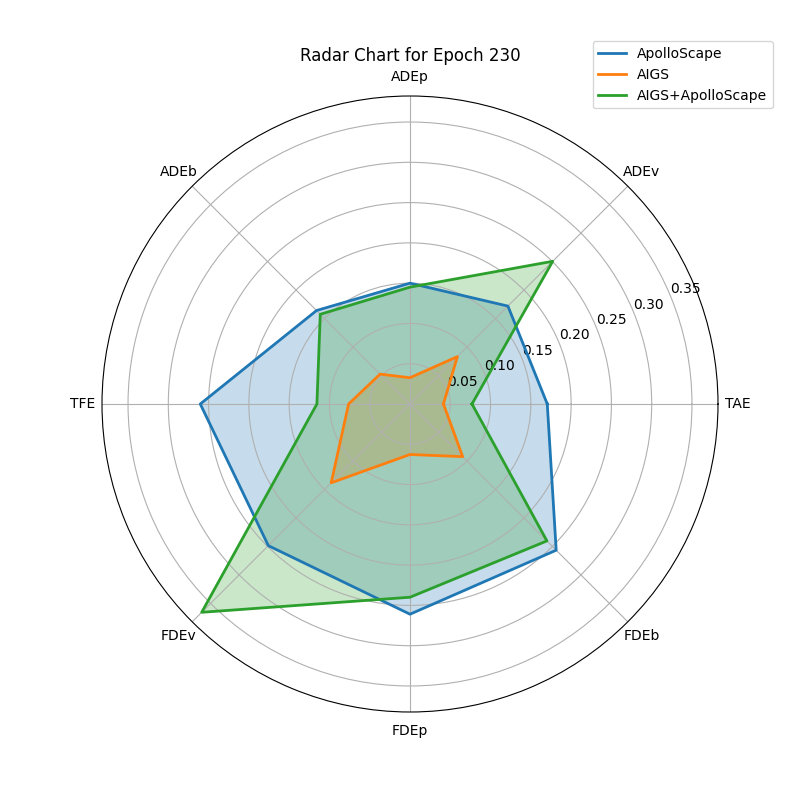 Radar Chart for Epoch 230
ApolloScape
AIGS
AIGS+ApolloScape
ADEp
ADEb
ADEv
0.35
0.30
0.25
0.20
0.15
0.10
0.05
TFE
TAE
FDEv
FDEb
FDEp